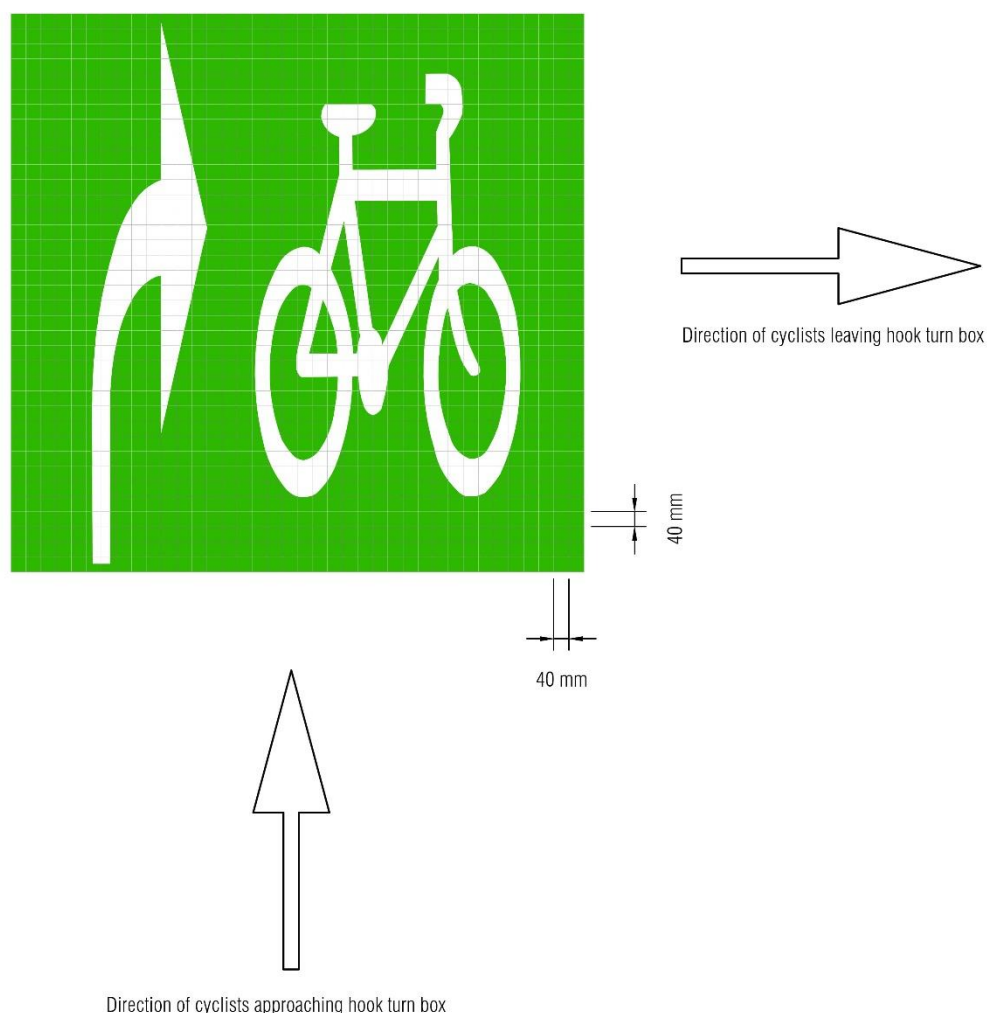 Direction of cyclists leaving hook turn box
40 mm
40 mm
Direction of cyclists approaching hook turn box